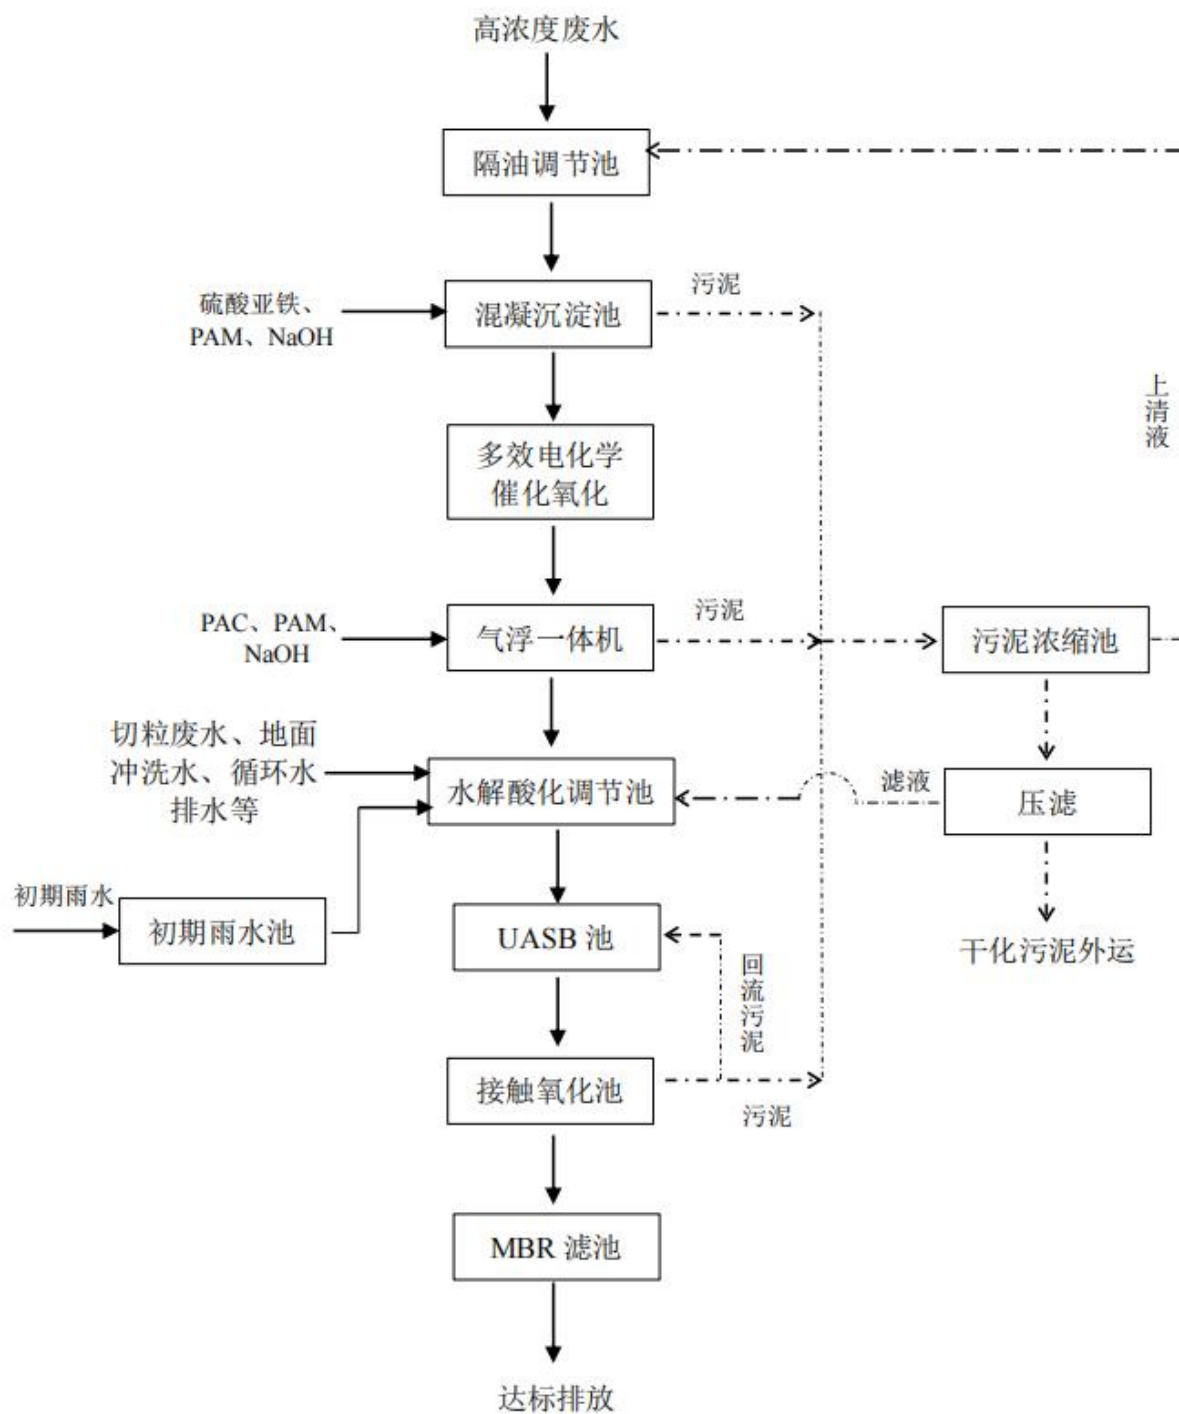 高浓度废水
隔油调节池
硫酸亚铁、
PAM、NaOH
混凝沉淀池
污泥
上清液
多效电化学
催化氧化
PAC、PAM、
NaOH
气浮一体机
污泥
污泥浓缩池
切粒废水、地面
冲洗水、循环水
排水等
水解酸化调节池
滤液
压滤
初期雨水
初期雨水池
UASB 池
回流污泥
干化污泥外运
接触氧化池
污泥
MBR 滤池
达标排放